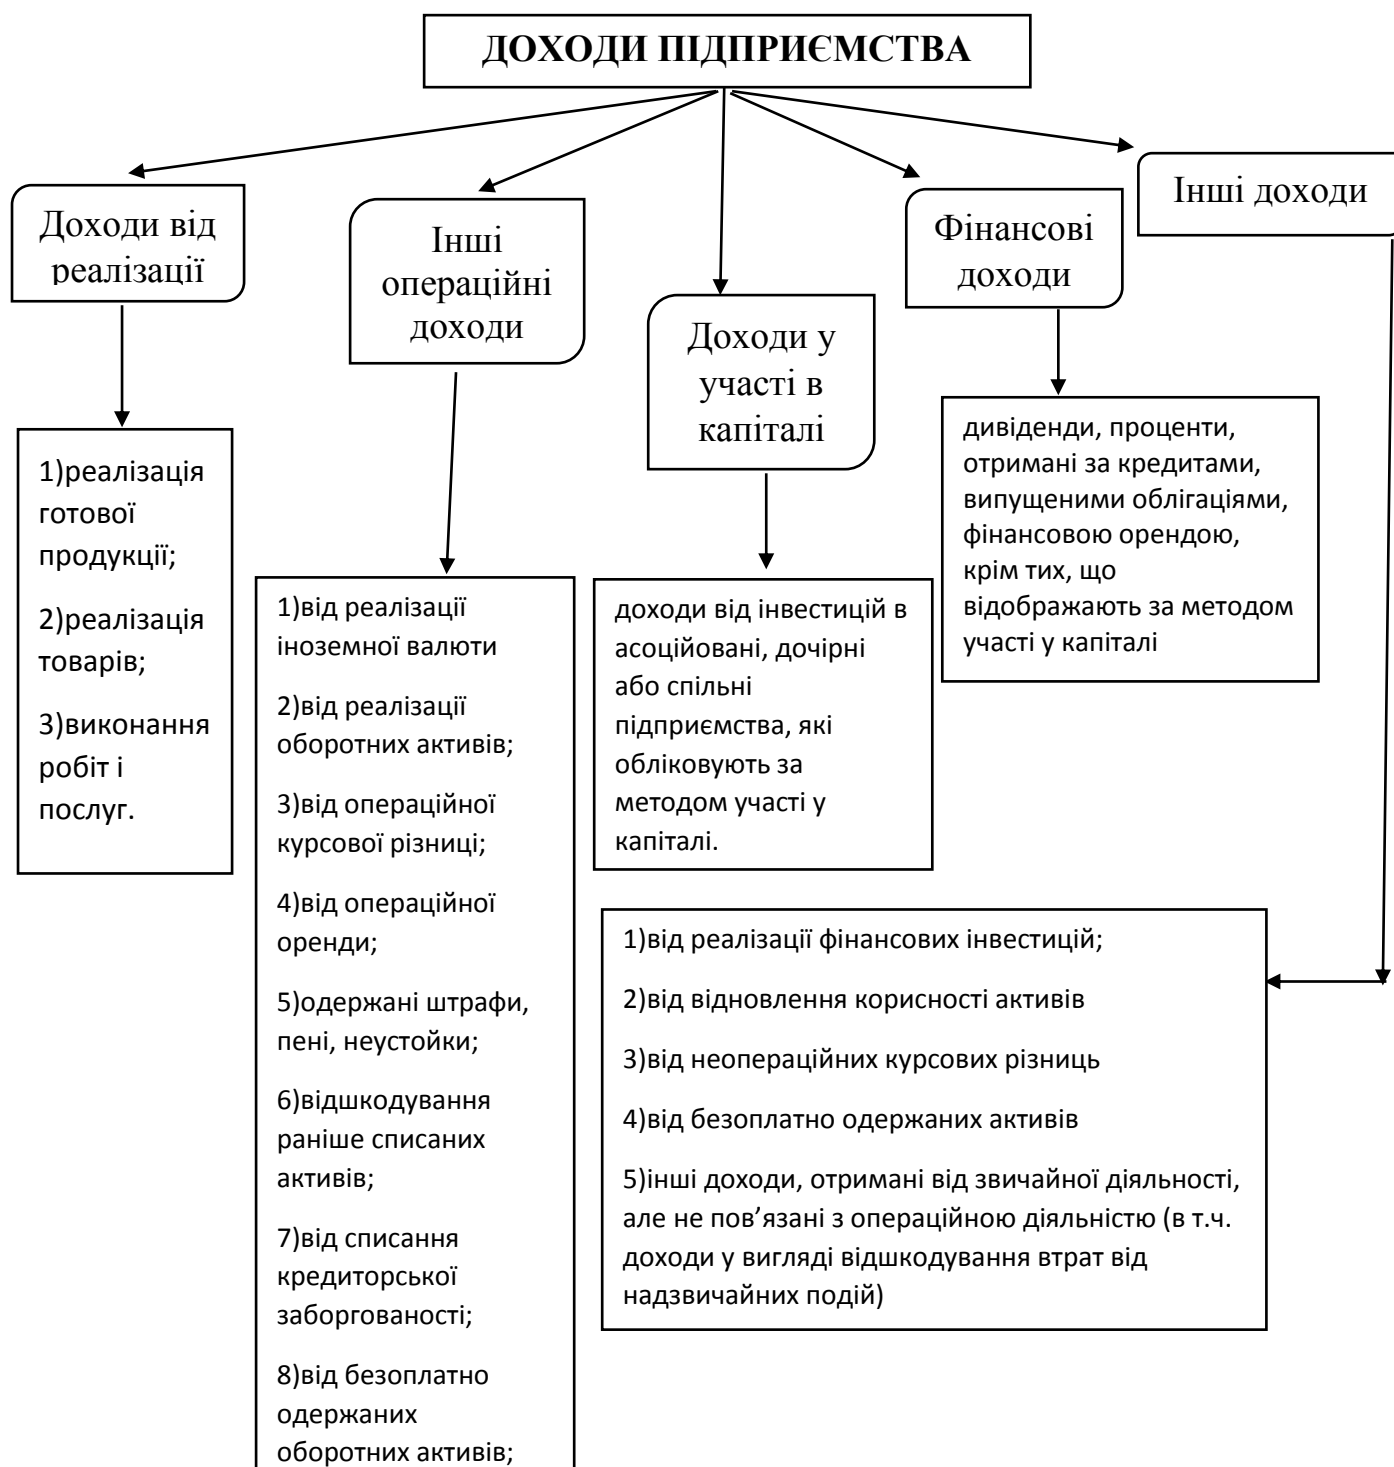 ДОХОДИ ПІДПРИЄМСТВА
Доходи від
реалізації
Інші
операційні
доходи
Доходи у
участі в
капіталі
Фінансові
доходи
Інші доходи
1)реалізація
готової
продукції;
2)реалізація
товарів;
3)виконання
робіт і
послуг.
1)від реалізації
іноземної валюти
2)від реалізації
оборотних активів;
3)від операційної
курсової різниці;
4)від операційної
оренди;
5)одержані штрафи,
пені, неустойки;
6)відшкодування
раніше списаних
активів;
7)від списання
кредиторської
заборгованості;
8)від безоплатно
одержаних
оборотних активів;
доходи від інвестицій в
асоційовані, дочірні
або спільні
підприємства, які
обліковують за
методом участі у
капіталі.
дивіденди, проценти,
отримані за кредитами,
випущеними облігаціями,
фінансовою орендою,
крім тих, що
відображають за методом
участі у капіталі
1)від реалізації фінансових інвестицій;
2)від відновлення корисності активів
3)від неопераційних курсових різниць
4)від безоплатно одержаних активів
5)інші доходи, отримані від звичайної діяльності,
але не пов’язані з операційною діяльністю (в т.ч.
доходи у вигляді відшкодування втрат від
надзвичайних подій)